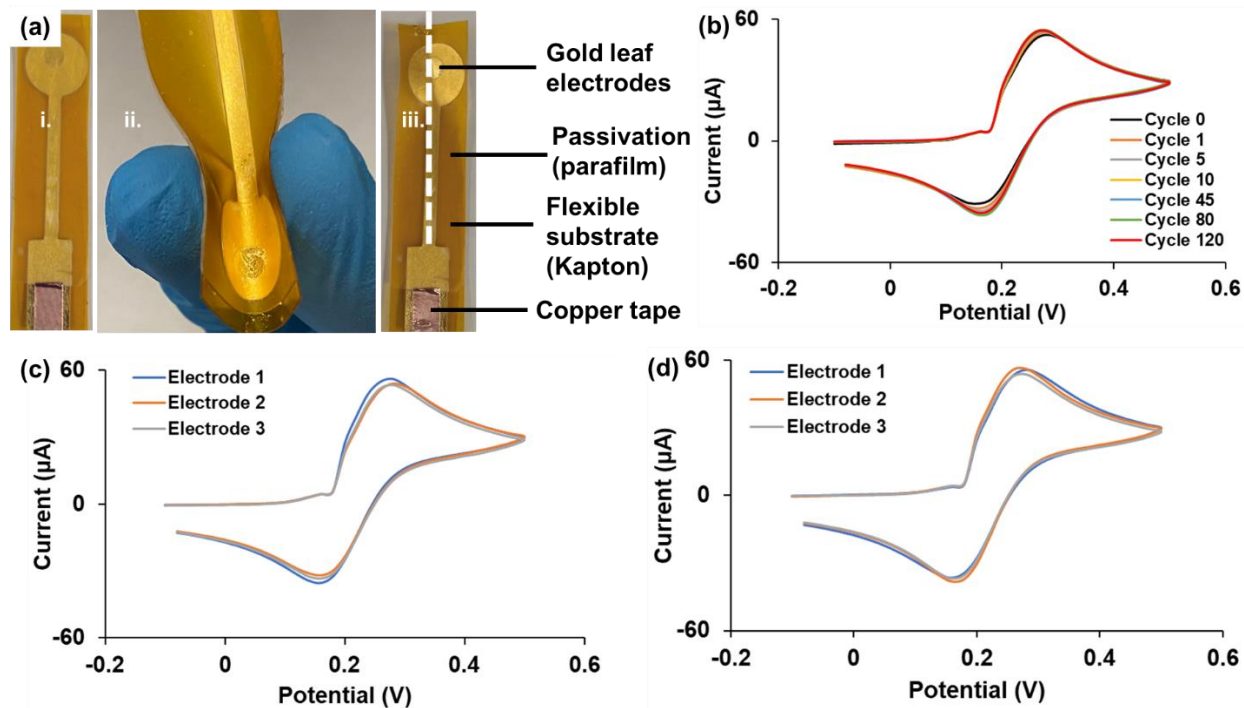 (a)
i.
ii.
iii.
Gold leaf
electrodes
Passivation
(parafilm)
Flexible
substrate
(Kapton)
Copper tape
(b)
60
0
-60
Current (µA)
-0.2
0
0.2
0.4
0.6
Potential (V)
Cycle 0
Cycle 1
Cycle 5
Cycle 10
Cycle 45
Cycle 80
Cycle 120
(c)
60
0
-60
Current (µA)
Electrode 1
Electrode 2
Electrode 3
-0.2
0
0.2
0.4
0.6
Potential (V)
(d)
60
0
-60
Current (µA)
Electrode 1
Electrode 2
Electrode 3
-0.2
0
0.2
0.4
0.6
Potential (V)